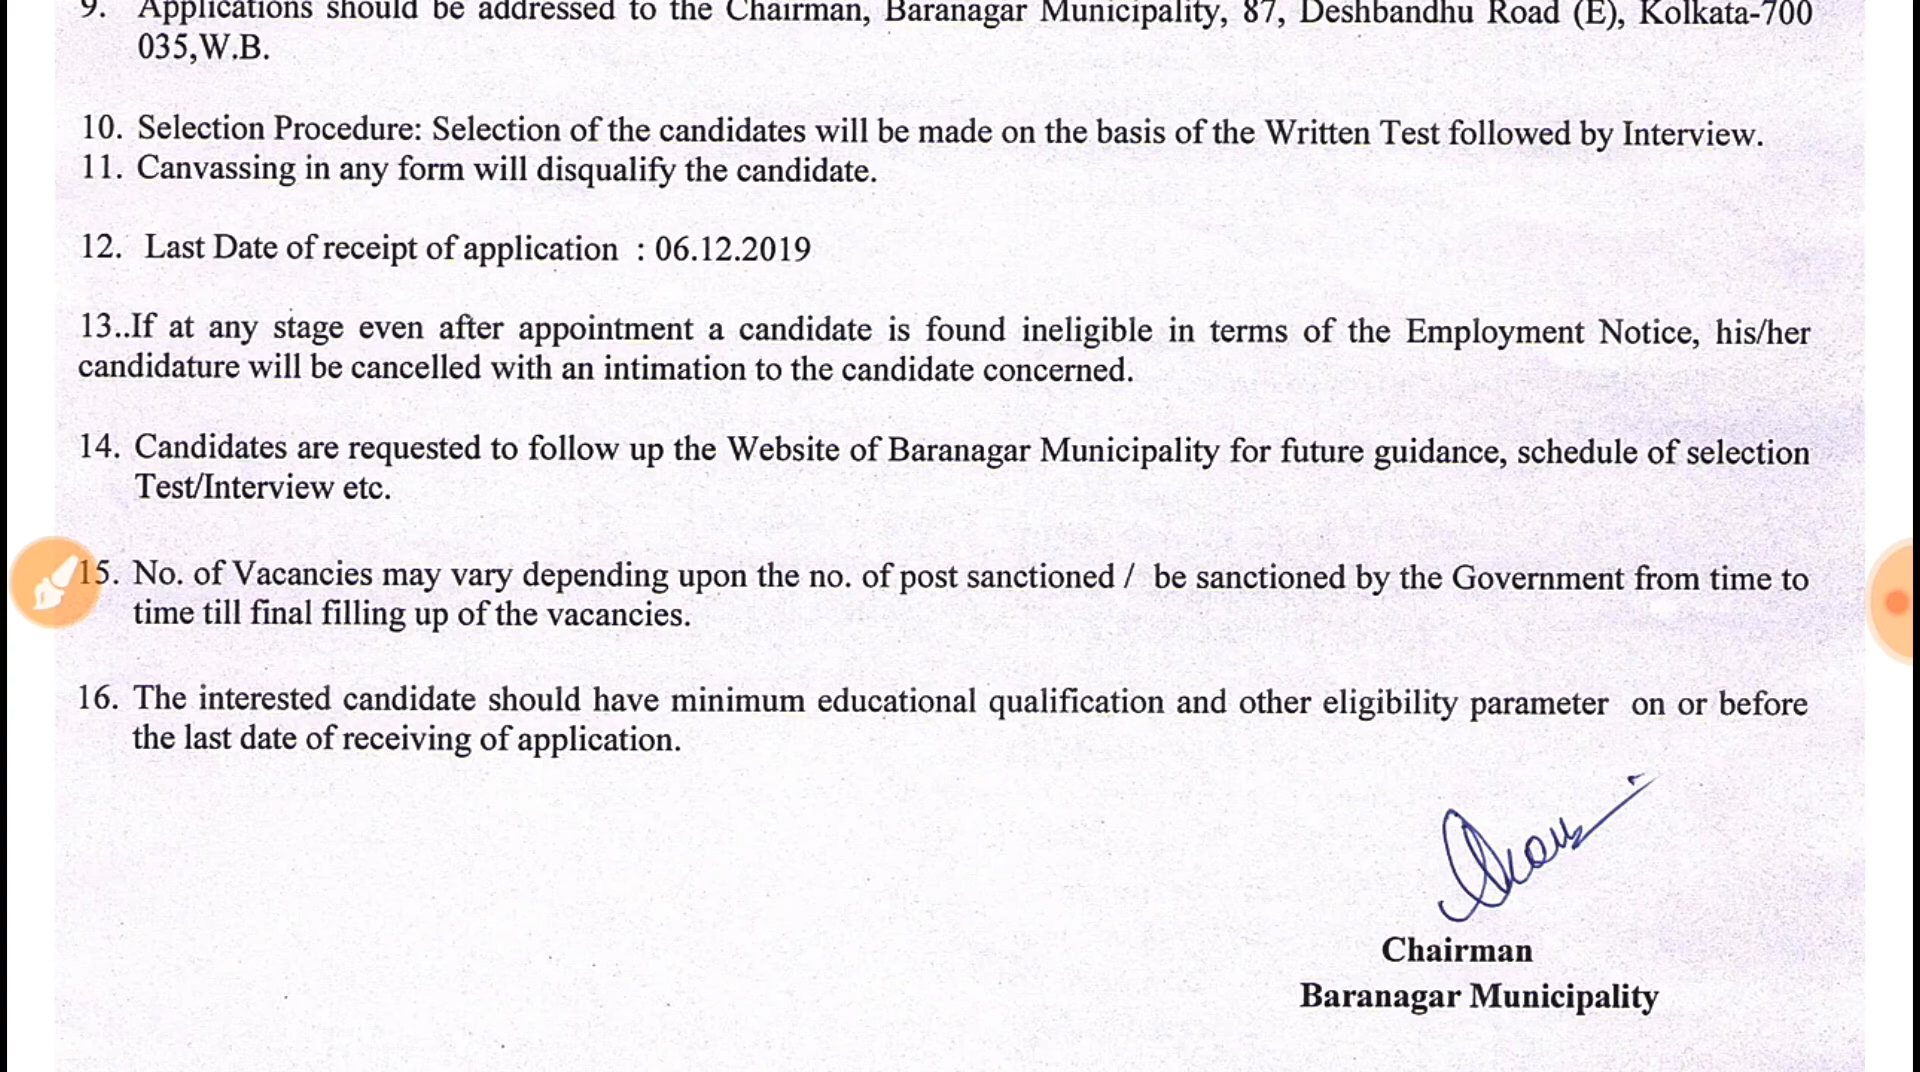 9. Applications should be addressed to the Chairman, Baranagar Municipality, 87, Deshbandhu Road (E), Kolkata-700
035,W.B.
10. Selection Procedure: Selection of the candidates will be made on the basis of the Written Test followed by Interview.
11. Canvassing in any form will disqualify the candidate.
12. Last Date of receipt of application : 06.12.2019
13..If at any stage even after appointment a candidate is found ineligible in terms of the Employment Notice, his/her
candidature will be cancelled with an intimation to the candidate concerned.
14. Candidates are requested to follow up the Website of Baranagar Municipality for future guidance, schedule of selection
Test/Interview etc.
15. No. of Vacancies may vary depending upon the no. of post sanctioned / be sanctioned by the Government from time to
time till final filling up of the vacancies.
16. The interested candidate should have minimum educational qualification and other eligibility parameter on or before
the last date of receiving of application.
Chairman
Baranagar Municipality